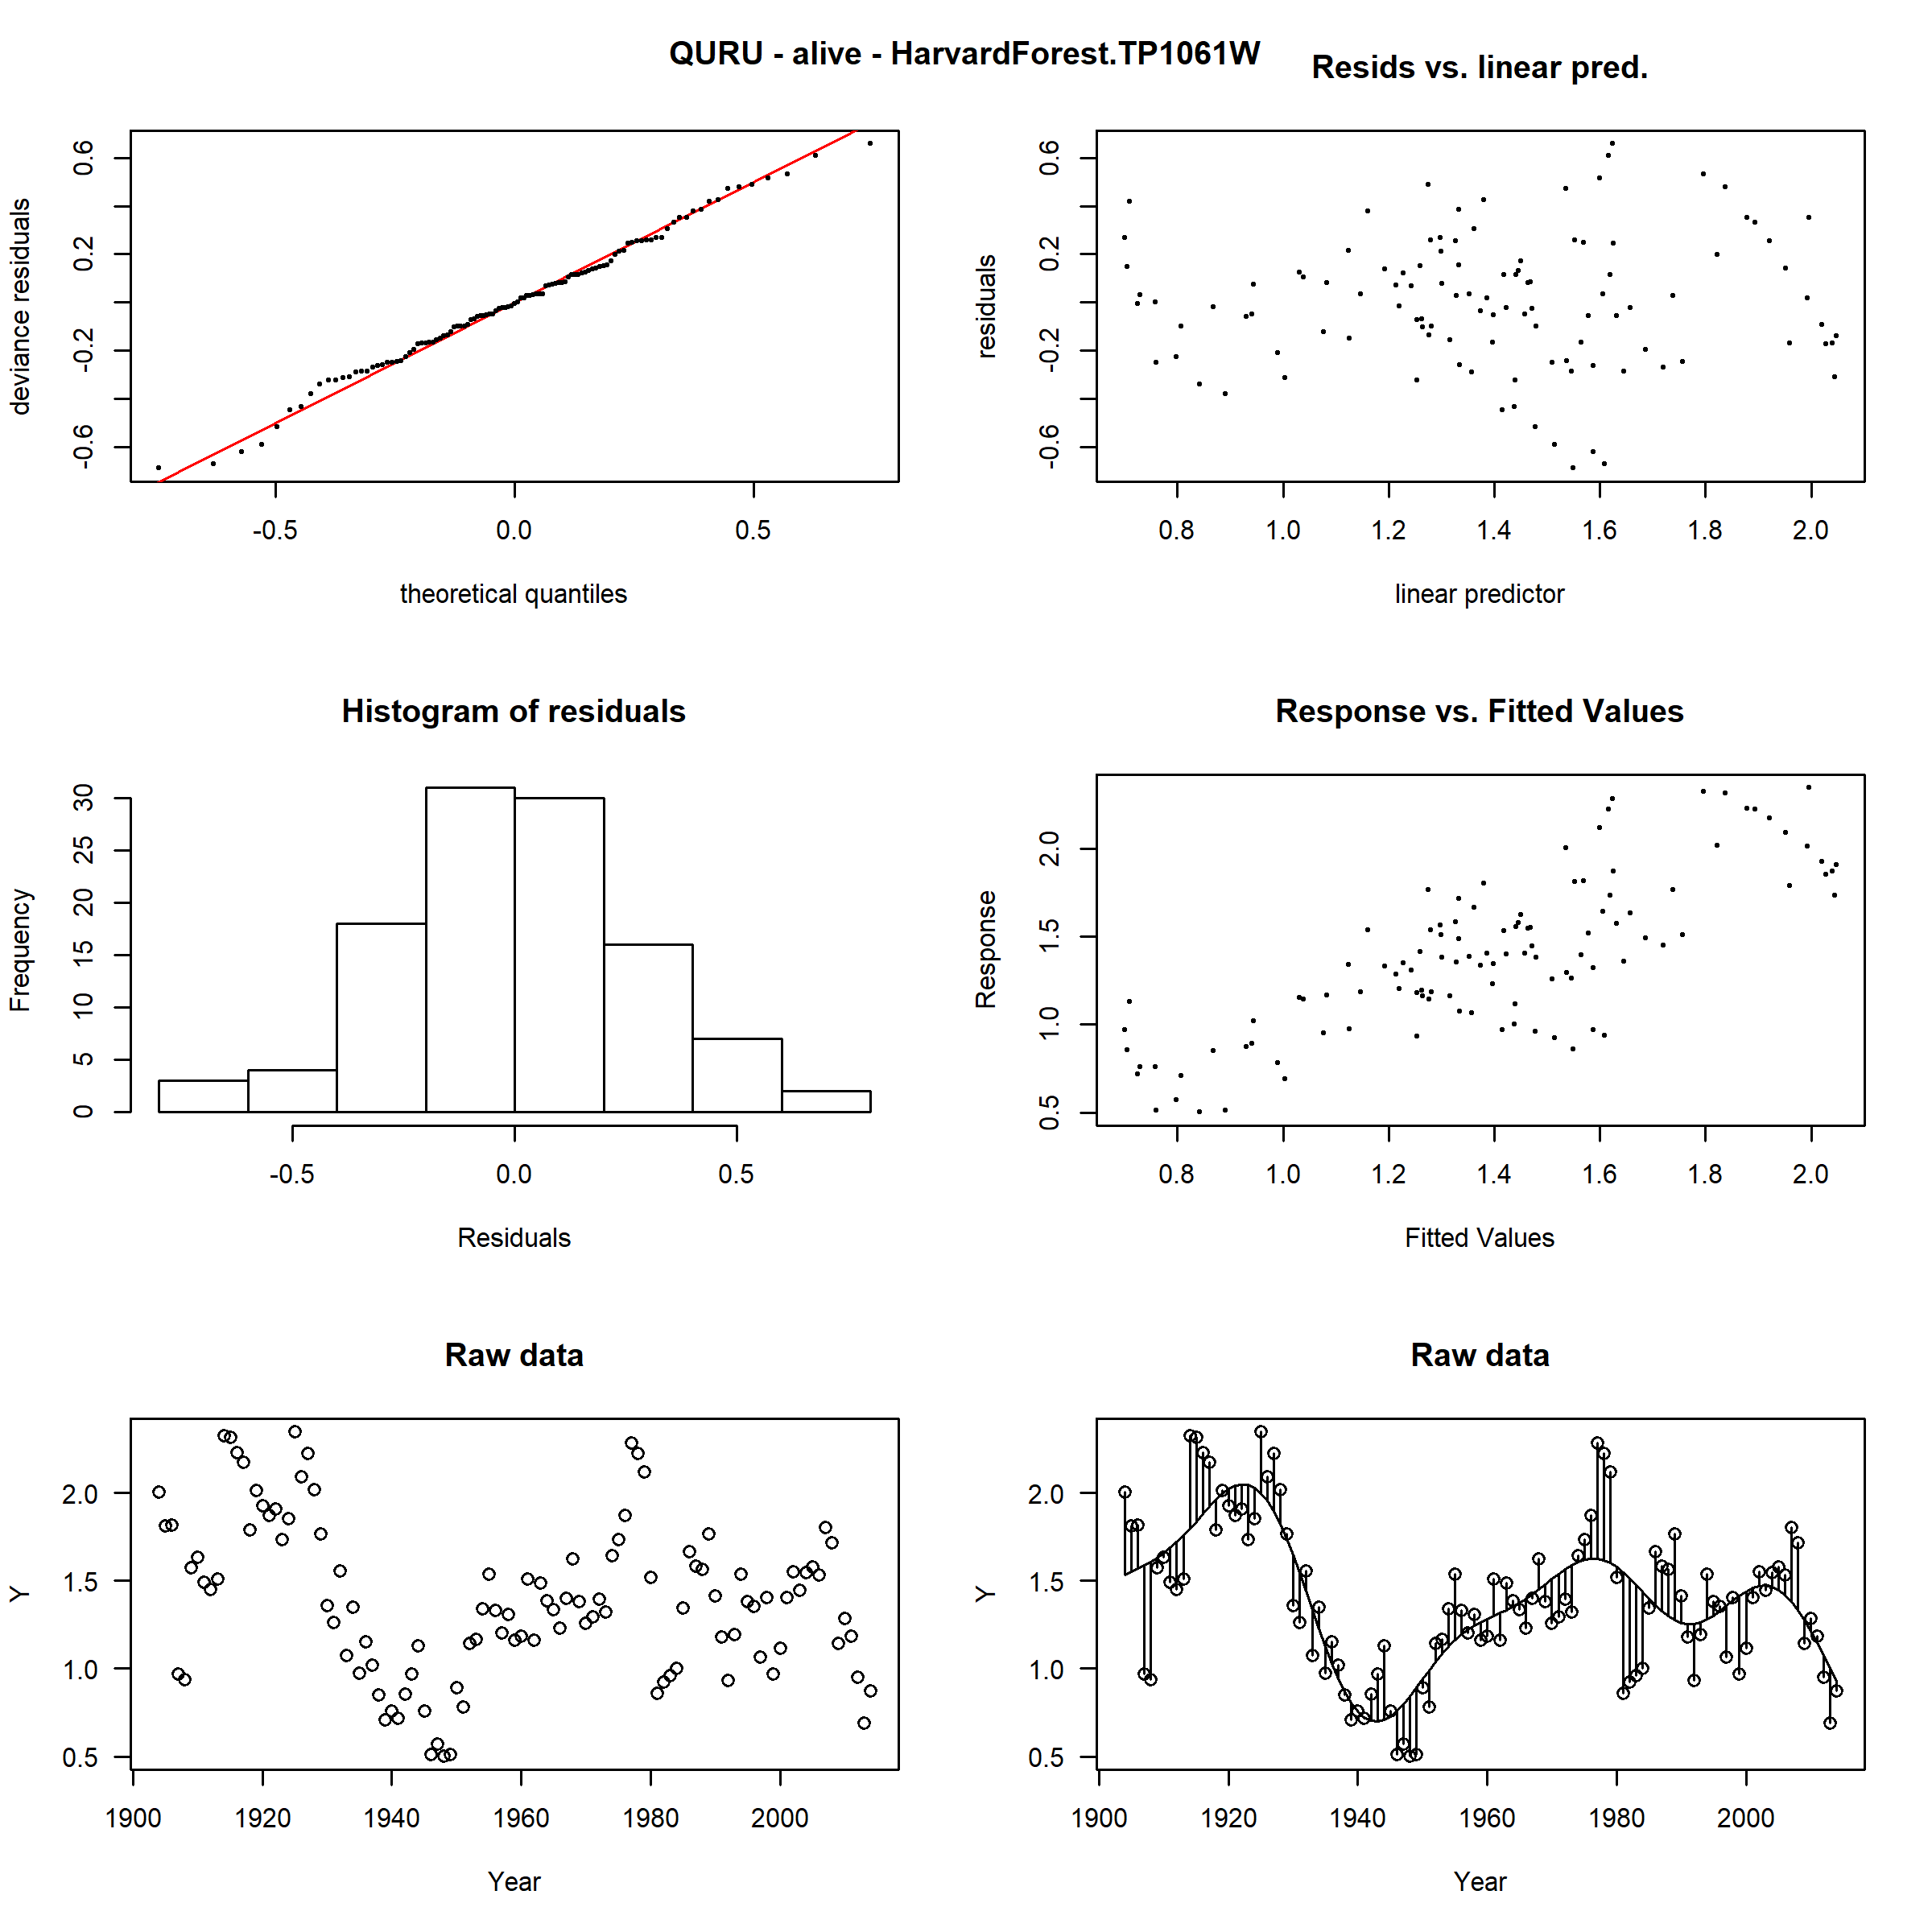 QURU - alive - HarvardForest.TP1061W
Resids vs. linear pred.
deviance residuals
-0.6 -0.2 0.2 0.6
-0.5 0.0 0.5
theoretical quantiles
residuals
-0.6 -0.2 0.2 0.6
0.8 1.0 1.2 1.4 1.6 1.8 2.0
linear predictor
Histogram of residuals
Frequency
0 5 10 15 20 25 30
-0.5 0.0 0.5
Residuals
Response vs. Fitted Values
Response
0.5 1.0 1.5 2.0
0.8 1.0 1.2 1.4 1.6 1.8 2.0
Fitted Values
Raw data
Y
2.0
1.5
1.0
0.5
1900 1920 1940 1960 1980 2000
Year
Raw data
Y
2.0
1.5
1.0
0.5
1900 1920 1940 1960 1980 2000
Year